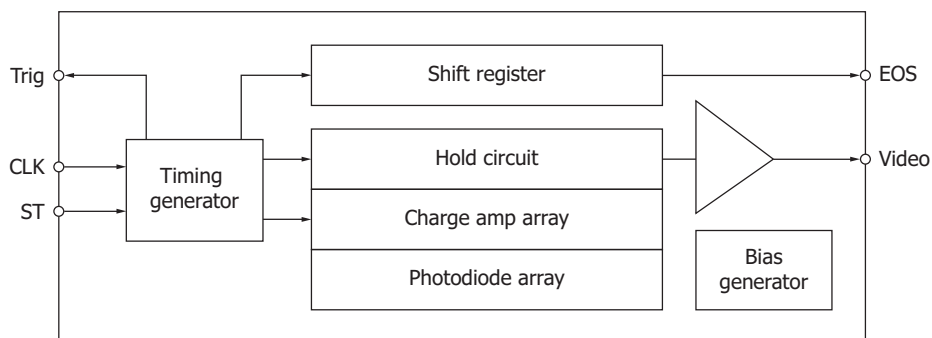 Trig
Shift register
EOS
CLK
Timing
generator
Hold circuit
Video
ST
Charge amp array
Photodiode array
Bias
generator